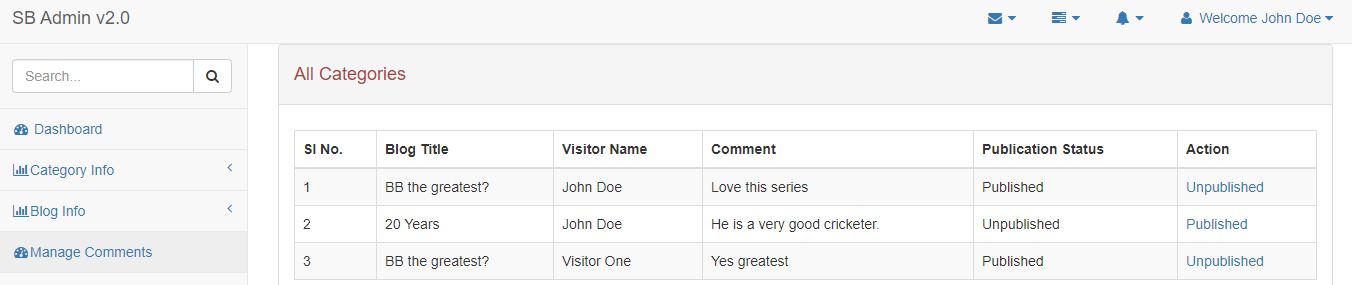 SB Admin v2.0
Welcome John Doe
Search...
All Categories
Dashboard
Category Info
Blog Info
Manage Comments
Sl No. Blog Title Visitor Name Comment Publication Status Action
1 BB the greatest? John Doe Love this series Published Unpublished
2 20 Years John Doe He is a very good cricketer. Unpublished Published
3 BB the greatest? Visitor One Yes greatest Published Unpublished